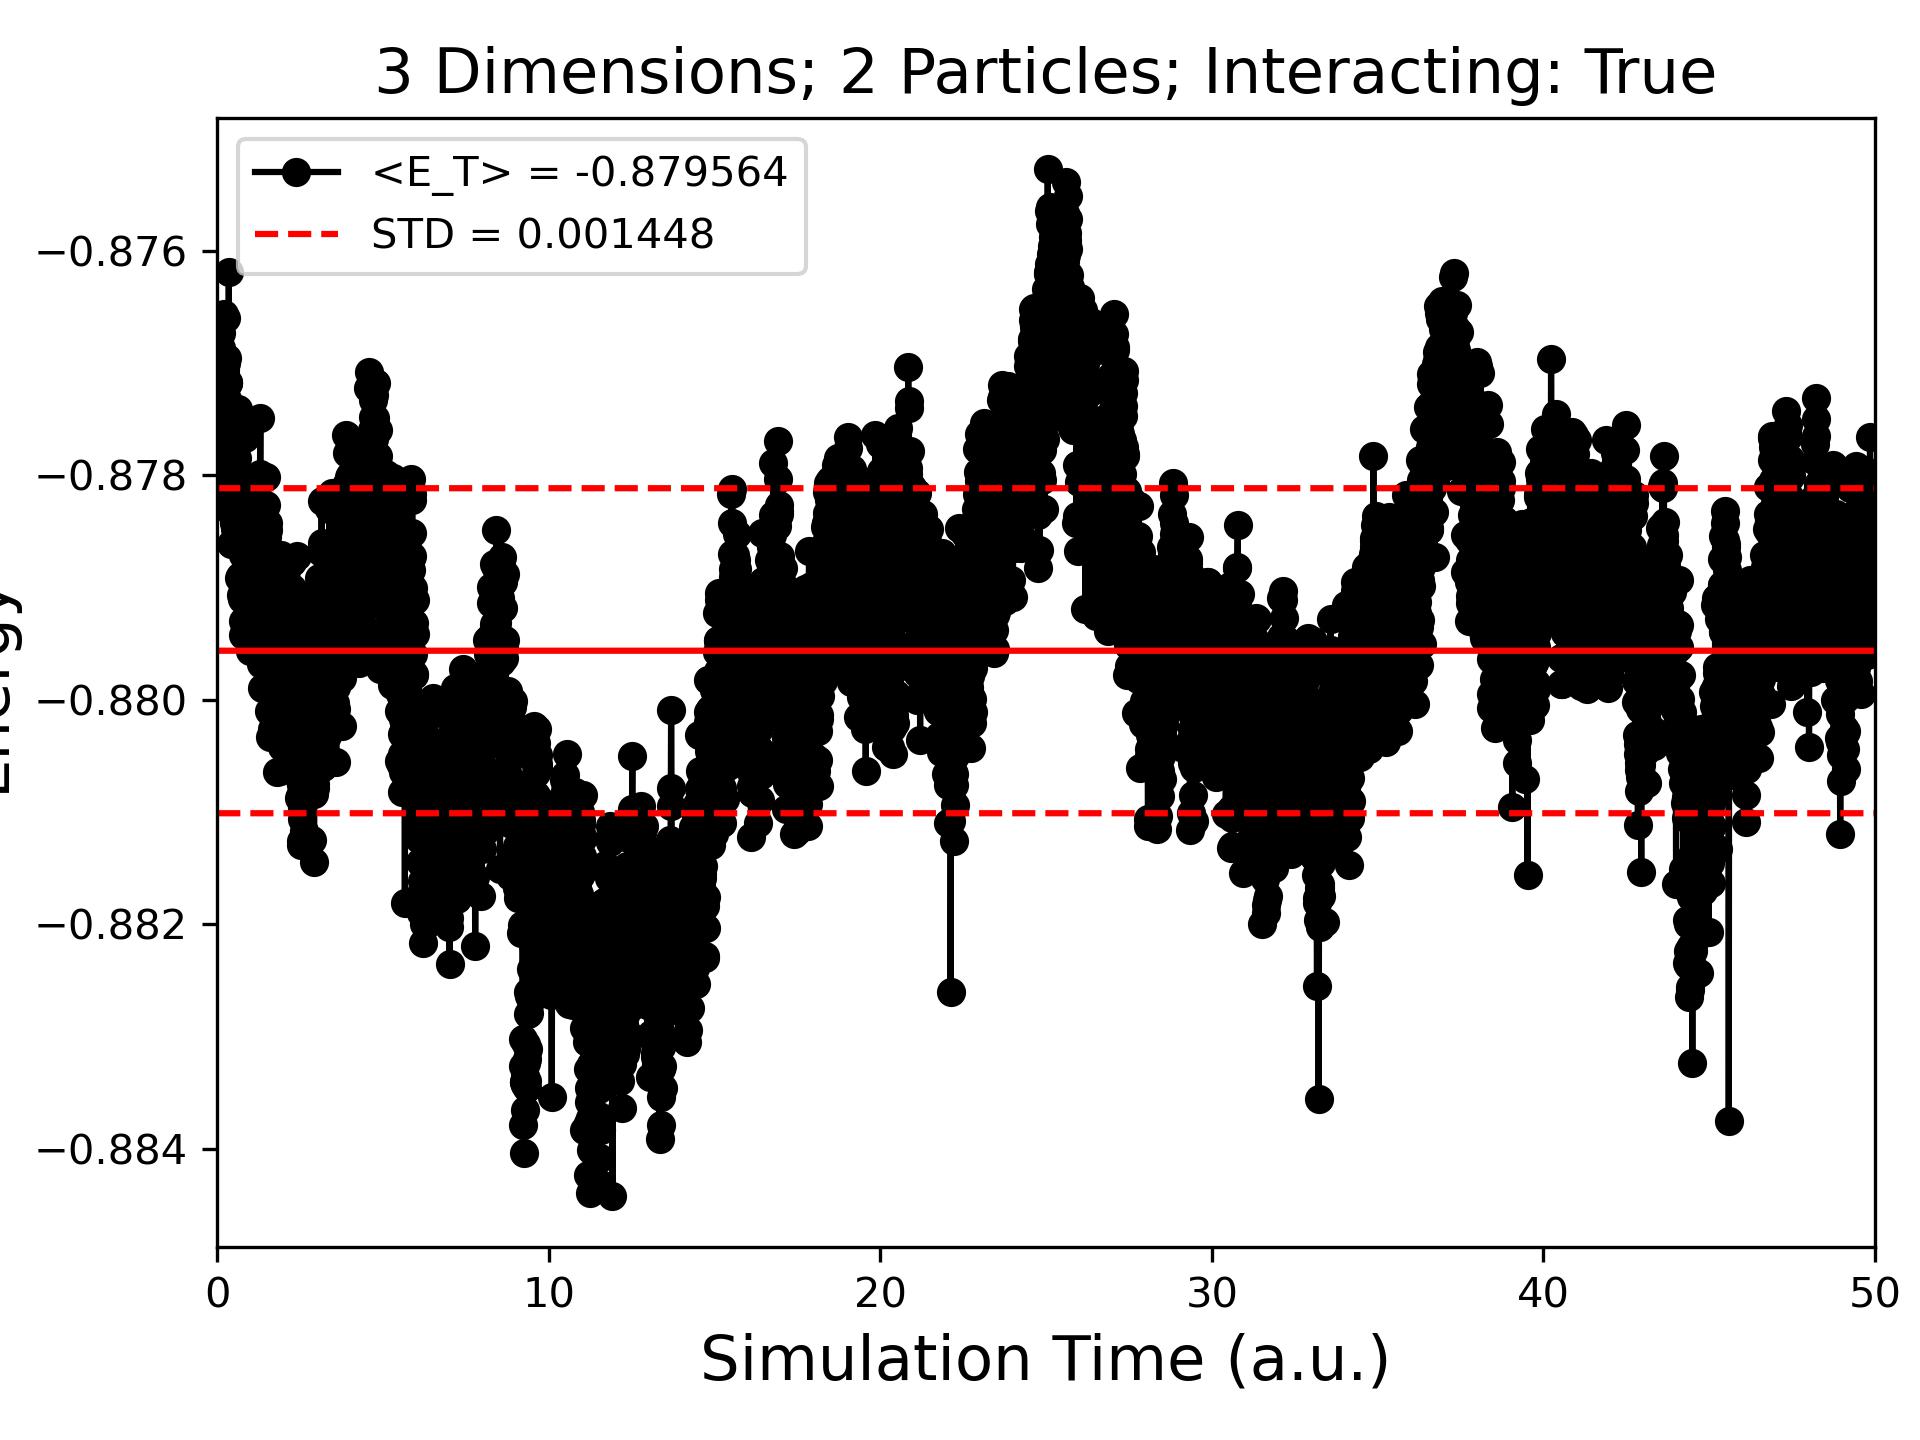 3 Dimensions; 2 Particles; Interacting: True
<E_T> = -0.879564
STD = 0.001448
Energy
−0.876
−0.878
−0.880
−0.882
−0.884
0 10 20 30 40 50
Simulation Time (a.u.)